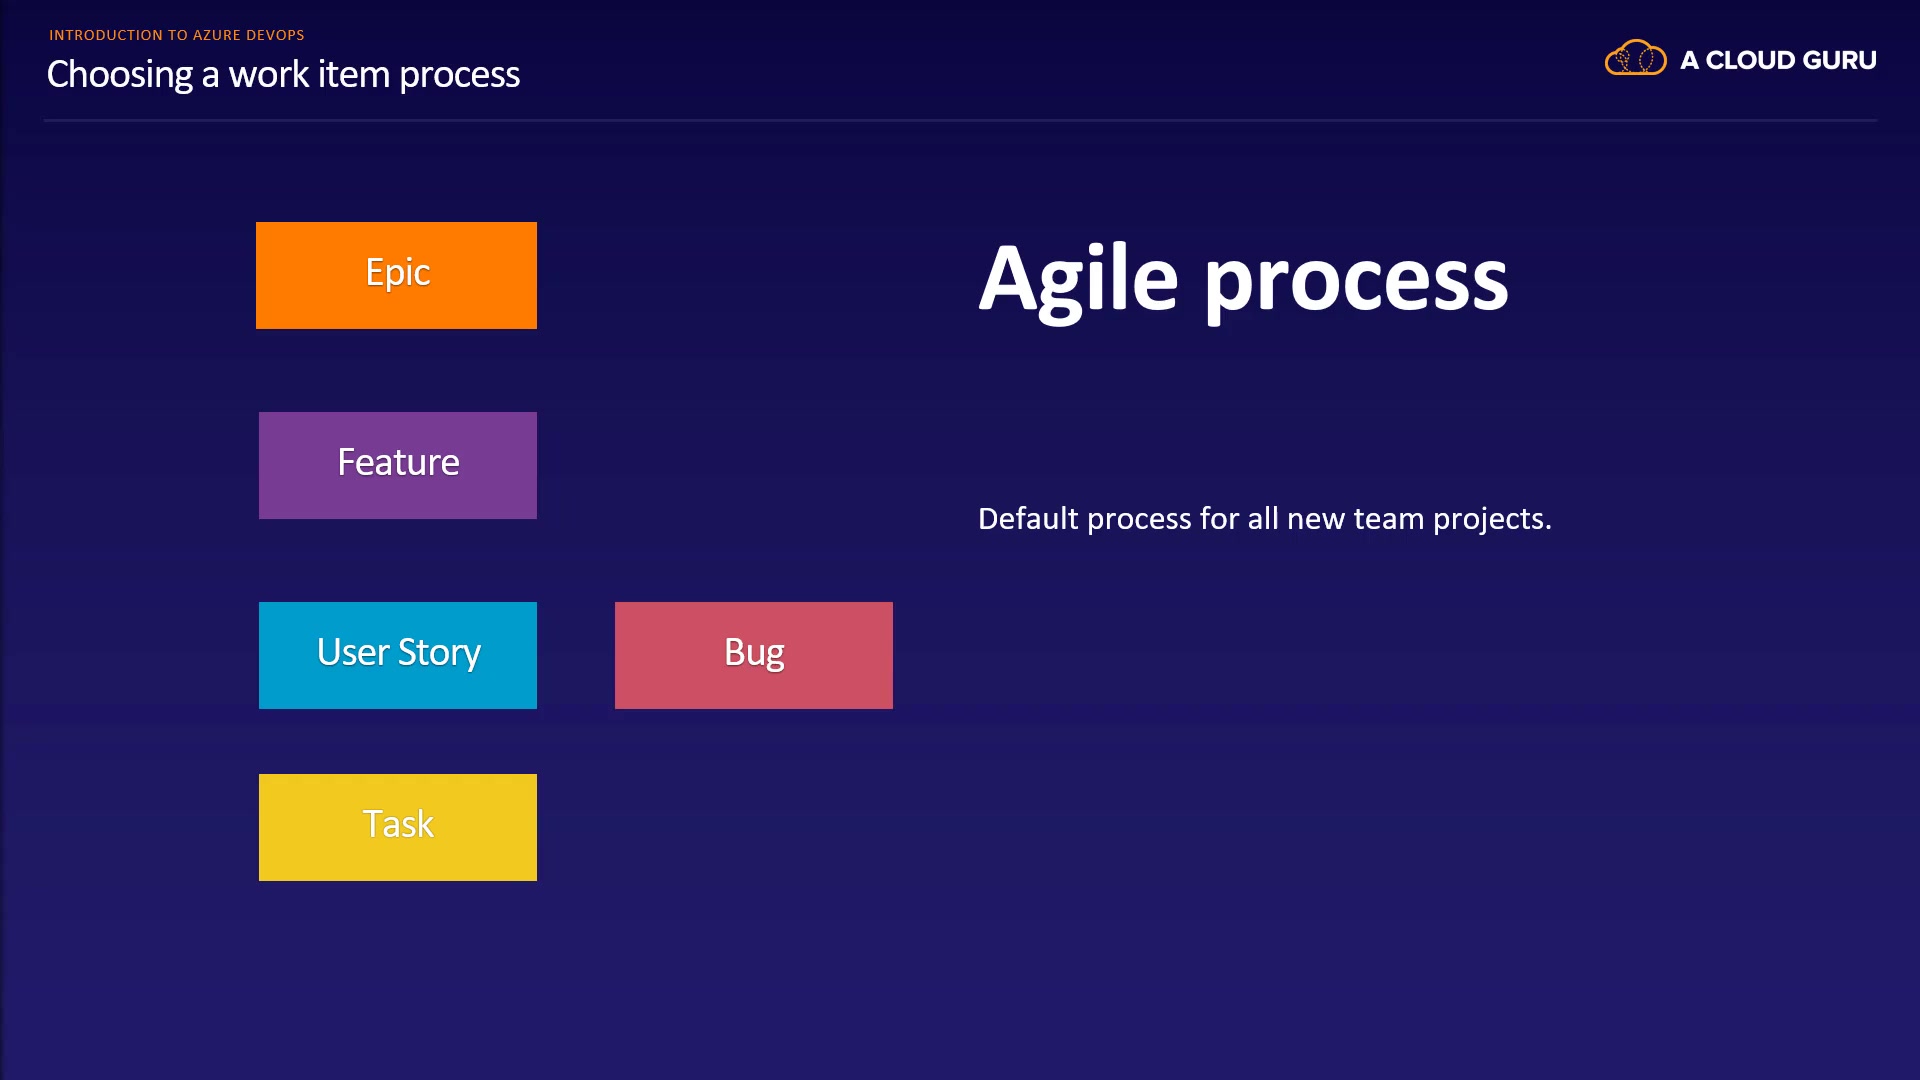 INTRODUCTION TO AZURE DEVOPS
Choosing a work item process
A CLOUD GURU
Epic
Agile process
Feature
Default process for all new team projects.
User Story
Bug
Task